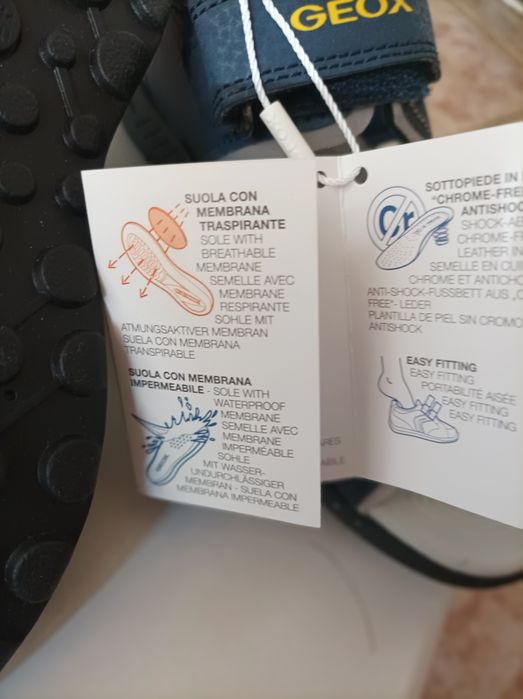 GEOX
SUOLA CON
MEMBRANA
TRASPIRANTE
SOLE WITH
BREATHABLE
MEMBRANE
SEMELLE AVEC
MEMBRANE
RESPIRANTE
SOHLE MIT
ATMUNGSAKTIVER MEMBRAN
SUELA CON MEMBRANA
TRANSPIRABLE
SUOLA CON MEMBRANA
IMPERMEABILE - SOLE WITH
WATERPROOF
MEMBRANE
SEMELLE AVEC
MEMBRANE
IMPERMÉABLE
SOHLE
MIT WASSER-
UNDURCHLÄSSIGER
MEMBRAN - SUELA CON
MEMBRANA IMPERMEABLE
Cr
SOTTOPIEDE IN
"CHROME-FRE
ANTISHOC
SHOCK-A
CHROME-F
LEATHER IN
SEMELLE EN CUI
CHROME ET ANTICHO
ANTI-SHOCK-FUSSBETT AUS
FREE"- LEDER
PLANTILLA DE PIEL SIN CROMO
ANTISHOCK
EASY FITTING
EASY FITTING
PORTABILITÉ AISÉE
EASY FITTING
EASY FITTING
ARES
ABLE